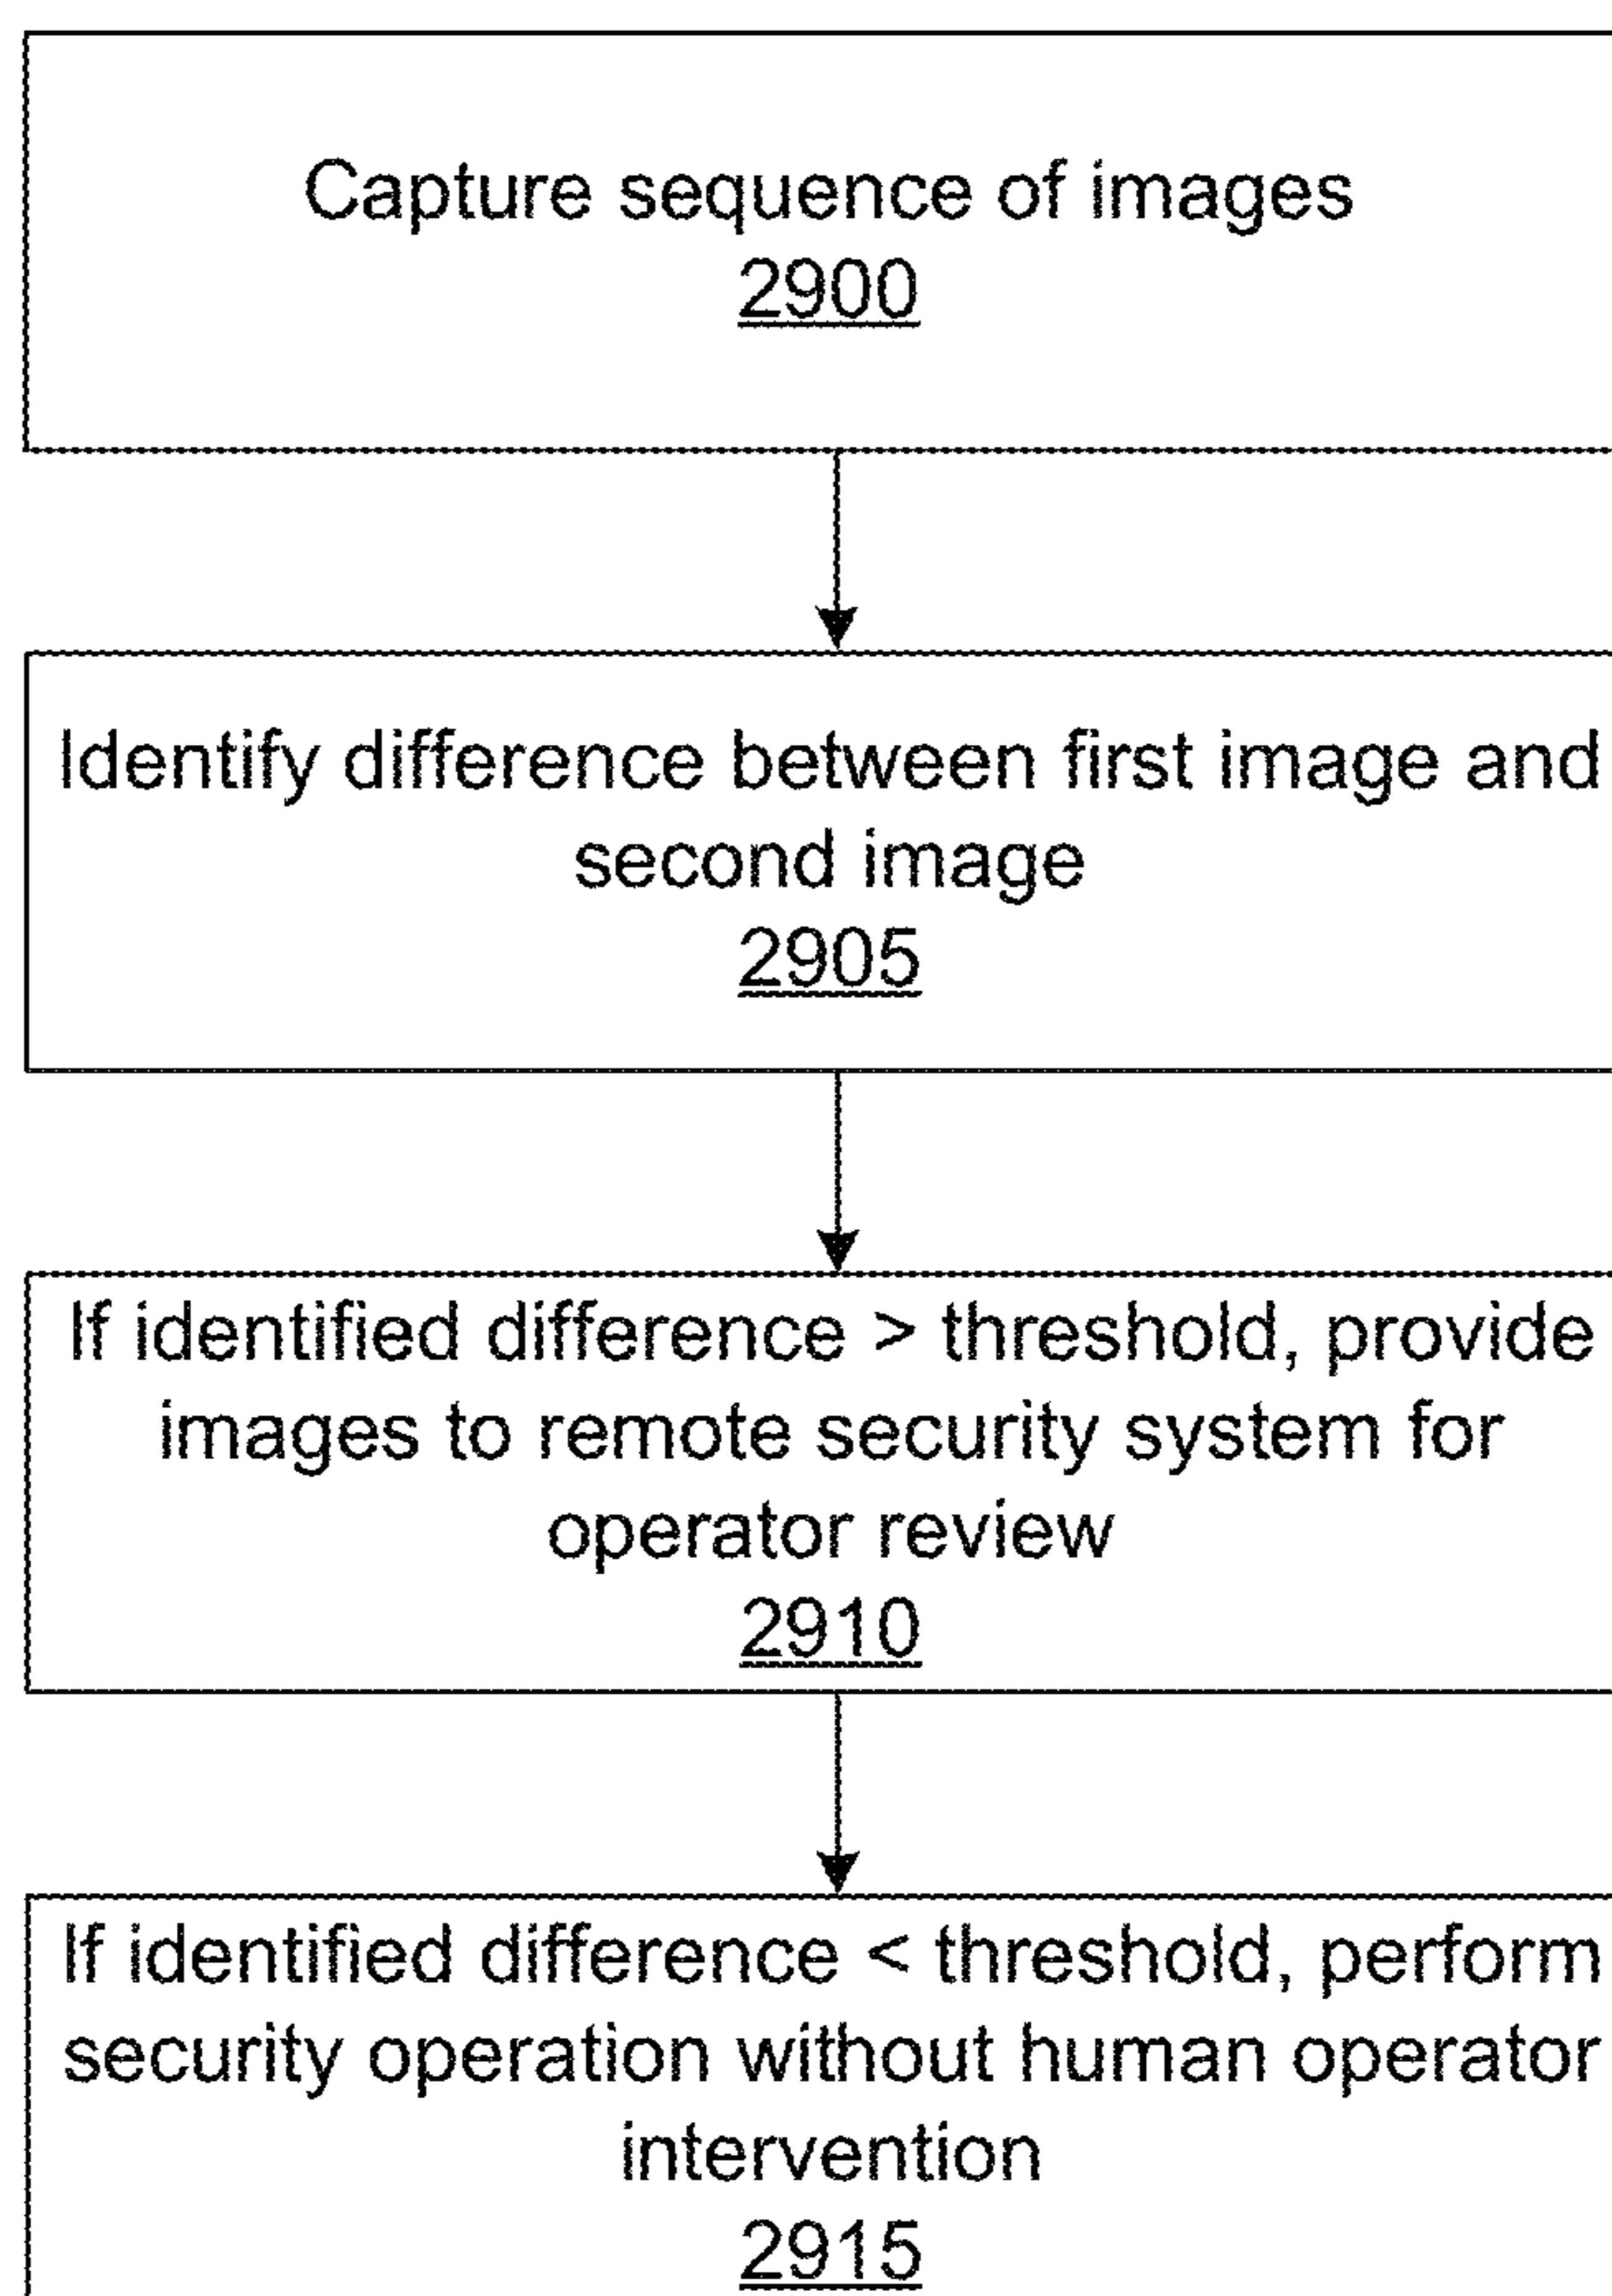 Capture sequence of images
2900
Identify difference between first image and
second image
2905
If identified difference > threshold, provide
images to remote security system for
operator review
2910
If identified difference < threshold, perform
security operation without human operator
intervention
2915